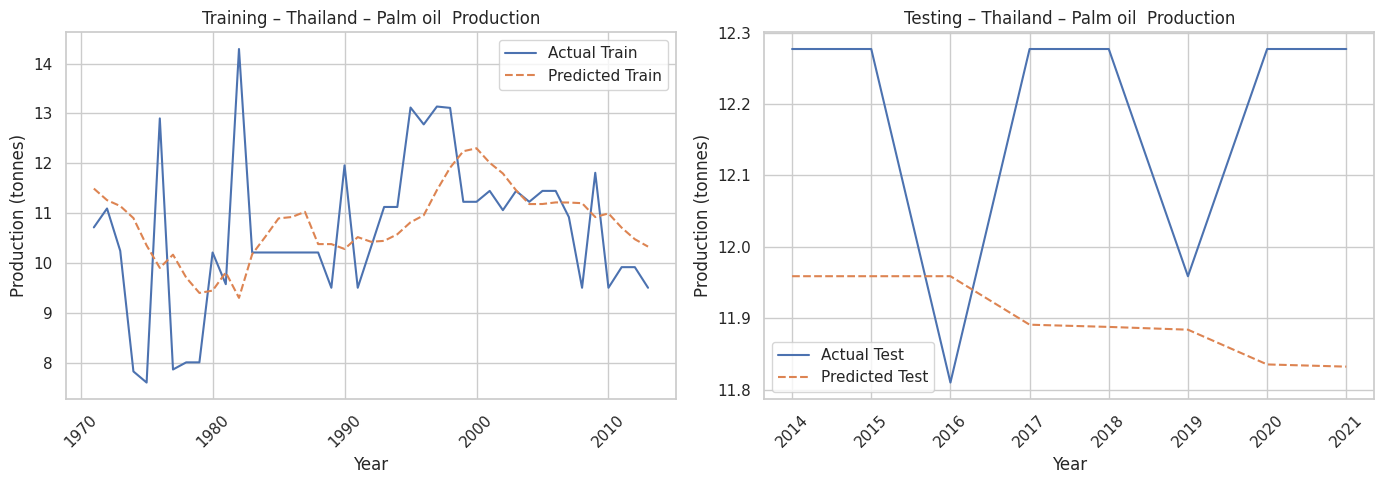 Training – Thailand – Palm oil  Production
Production (tonnes)
14
13
12
11
10
9
8
Actual Train
Predicted Train
1970
1980
1990
2000
2010
Year
Testing – Thailand – Palm oil  Production
Production (tonnes)
12.3
12.2
12.1
12.0
11.9
11.8
Actual Test
Predicted Test
2014
2015
2016
2017
2018
2019
2020
2021
Year